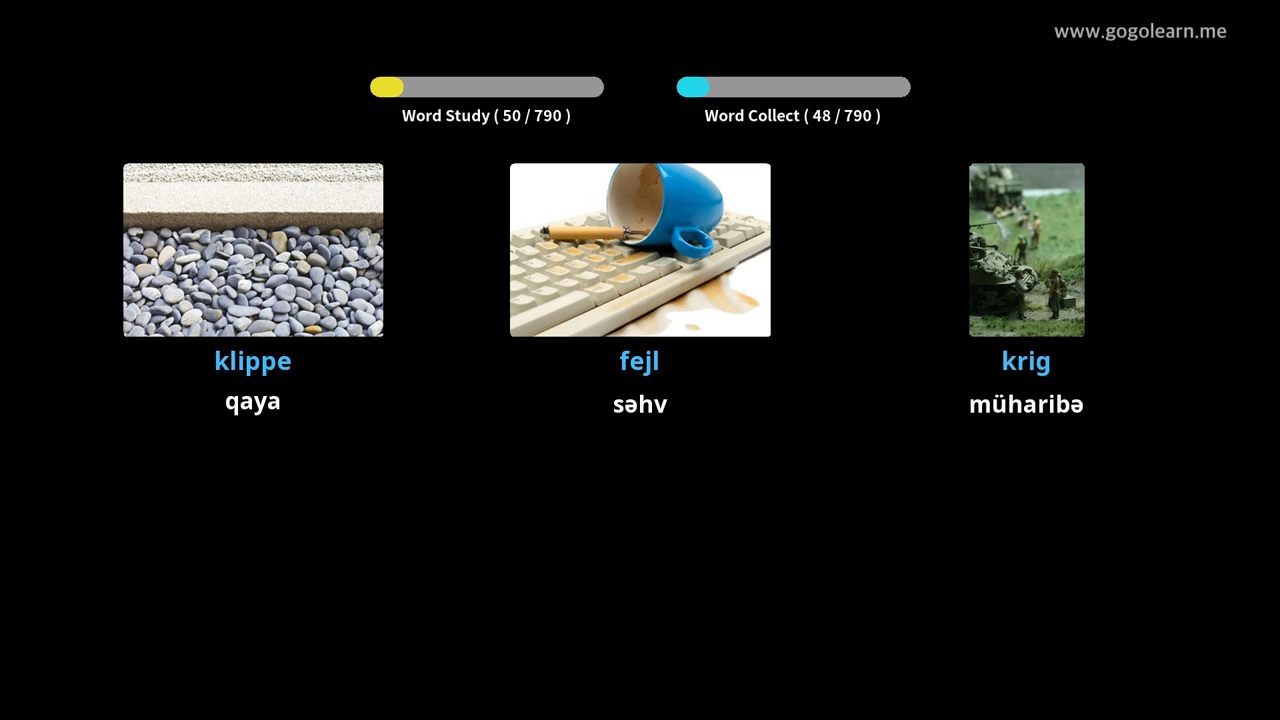 www.gogolearn.me
Word Study ( 50 / 790 )
Word Collect ( 48 / 790 )
klippe
qaya
fejl
səhv
krig
müharibə